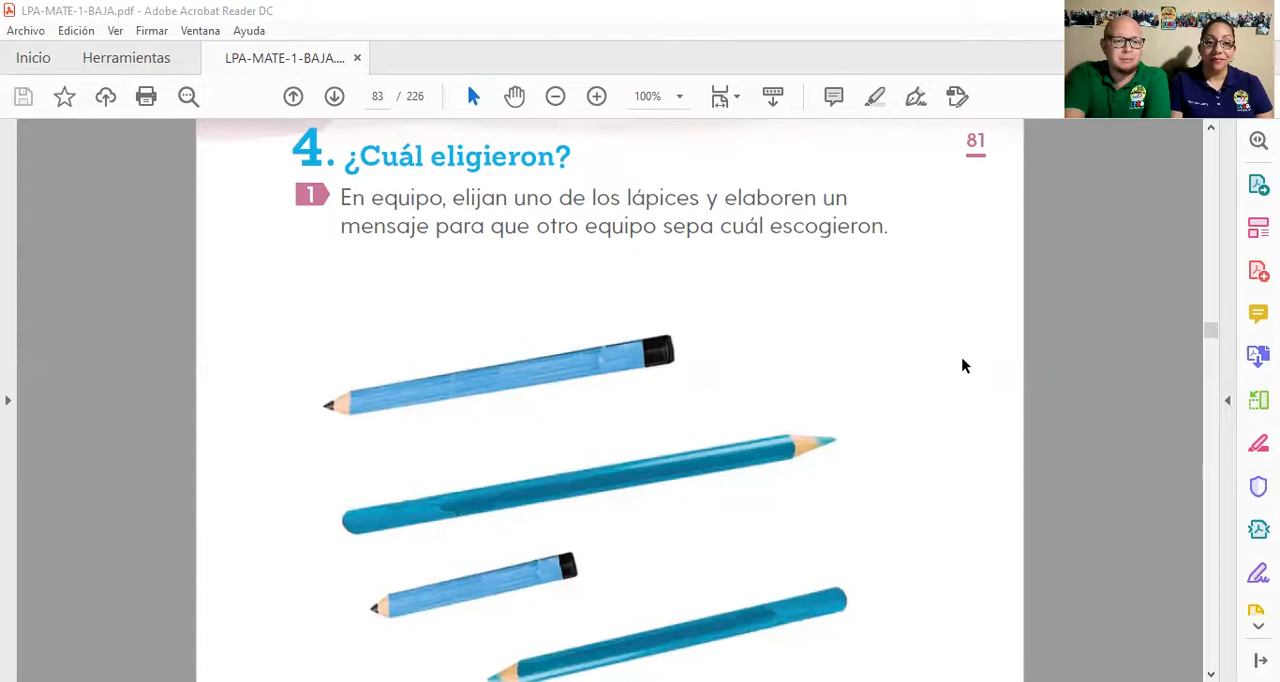 LPA-MATE-1-BAJA.pdf - Adobe Acrobat Reader DC
Archivo Edición Ver Firmar Ventana Ayuda
Inicio Herramientas LPA-MATE-1-BAJA.... ×
83 / 226 100%
4. ¿Cuál eligieron? 81
1 En equipo, elijan uno de los lápices y elaboren un
mensaje para que otro equipo sepa cuál escogieron.